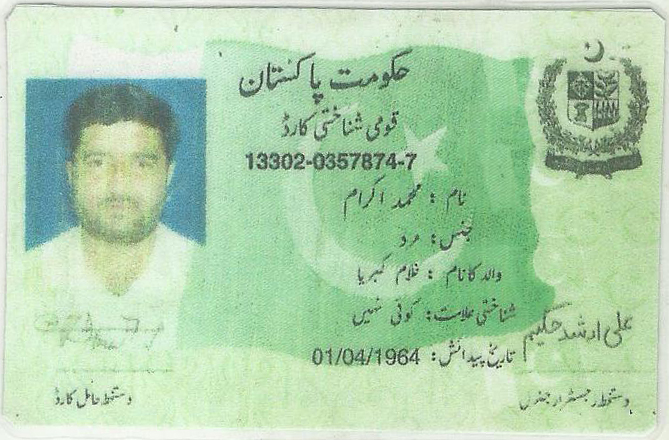 حکومت پاکستان
قومی شناختی کارڈ
13302-0357874-7
نام : محمد اکرام
جنس: مرد
والد کا نام : غلام کبریا
شناختی علامت: کوئی نہیں
تاریخ پیدائش: 01/04/1964
علی ارشد حکیم
دستخط رجسٹرار جنرل
دستخط حامل کارڈ